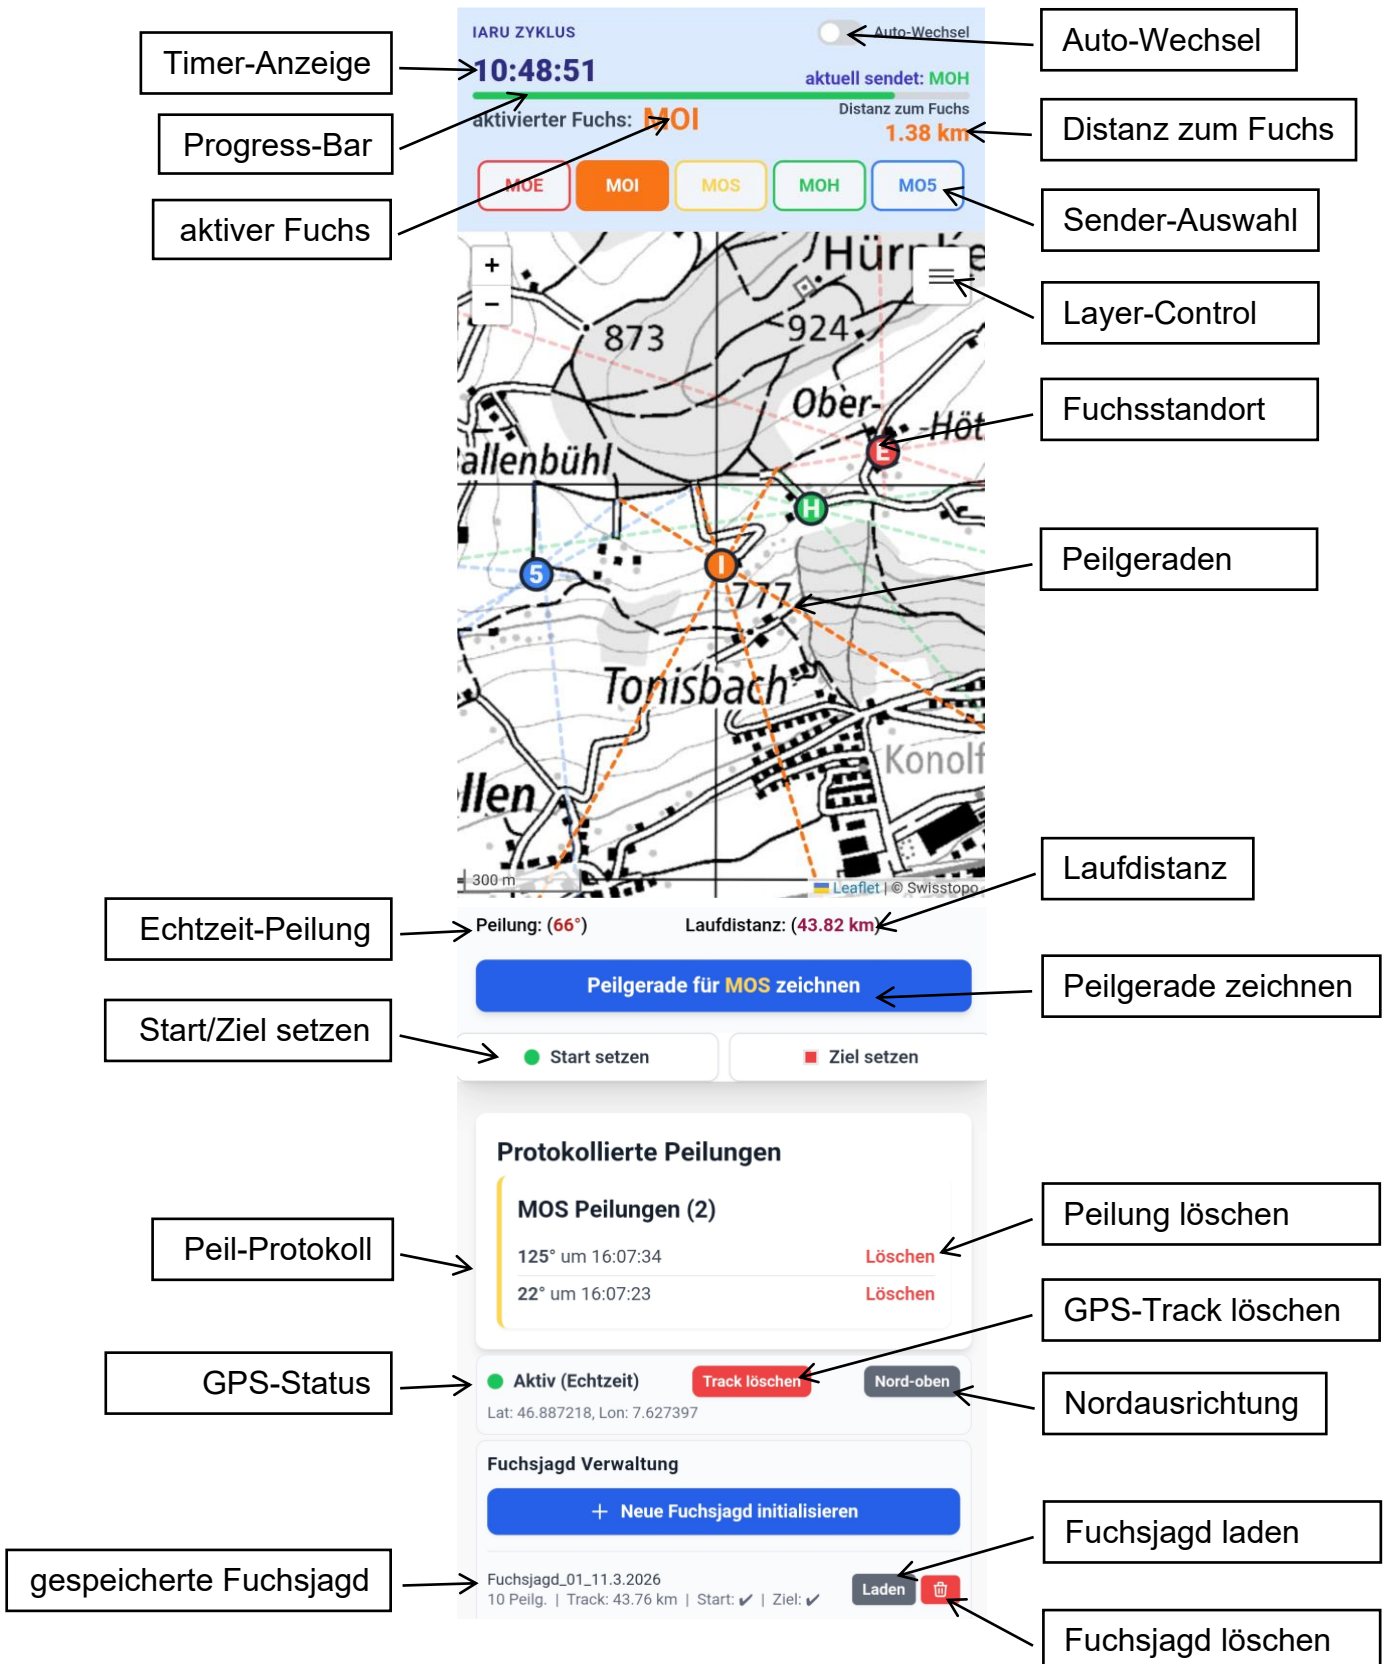 IARU ZYKLUS
Auto-Wechsel
Auto-Wechsel
Timer-Anzeige
10:48:51
aktuell sendet: MOH
Progress-Bar
aktivierter Fuchs: MOI
Distanz zum Fuchs
1.38 km
Distanz zum Fuchs
MOE
MOI
MOS
MOH
MO5
aktiver Fuchs
Sender-Auswahl
+
−
873
924
Layer-Control
Ober-
Fuchsstandort
-Höt
E
allenbühl
H
I
5
777
Peilgeraden
Tonisbach
Konolf
llen
300 m
Leaflet | © Swisstopo
Laufdistanz
Echtzeit-Peilung
Peilung: (66°)
Laufdistanz: (43.82 km)
Peilgerade für MOS zeichnen
Peilgerade zeichnen
Start/Ziel setzen
Start setzen
Ziel setzen
Protokollierte Peilungen
MOS Peilungen (2)
Peilung löschen
Peil-Protokoll
125° um 16:07:34
Löschen
22° um 16:07:23
Löschen
GPS-Track löschen
GPS-Status
Aktiv (Echtzeit)
Track löschen
Nord-oben
Nordausrichtung
Lat: 46.887218, Lon: 7.627397
Fuchsjagd Verwaltung
+ Neue Fuchsjagd initialisieren
Fuchsjagd laden
gespeicherte Fuchsjagd
Fuchsjagd_01_11.3.2026
10 Peilg. | Track: 43.76 km | Start: ✔ | Ziel: ✔
Laden
Fuchsjagd löschen